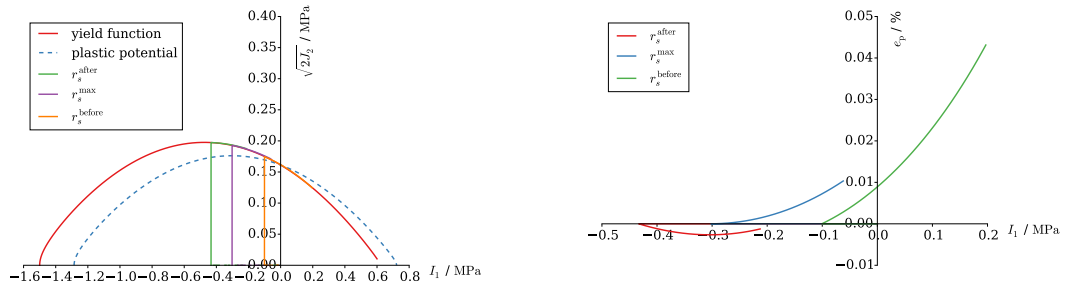 yield function
plastic potential
r_s^after
r_s^max
r_s^before
√2J₂ / MPa
0.40
0.35
0.30
0.25
0.20
0.15
0.10
0.05
0.00
−1.6 −1.4 −1.2 −1.0 −0.8 −0.6 −0.4 −0.2 0.0 0.2 0.4 0.6 0.8
I₁ / MPa
r_s^after
r_s^max
r_s^before
e_p / %
0.05
0.04
0.03
0.02
0.01
0.00
−0.01
−0.5 −0.4 −0.3 −0.2 −0.1 0.0 0.1 0.2
I₁ / MPa